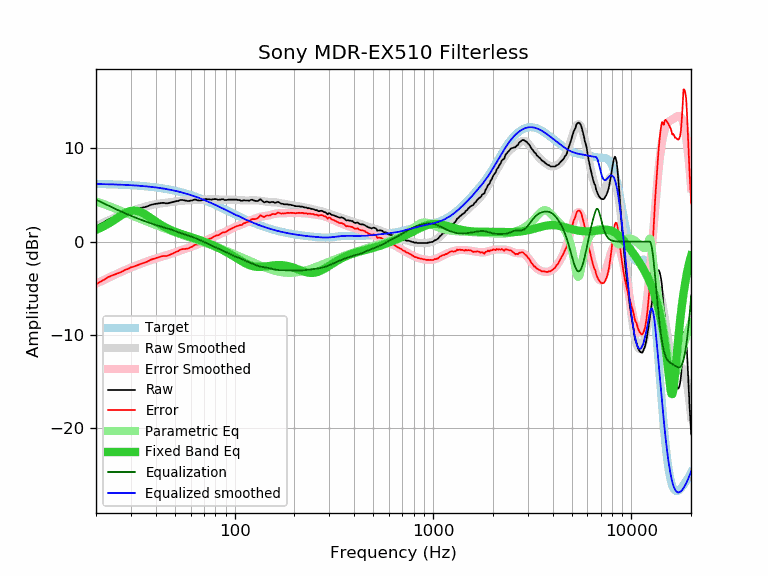 Sony MDR-EX510 Filterless
Amplitude (dBr)
10
0
−10
−20
Target
Raw Smoothed
Error Smoothed
Raw
Error
Parametric Eq
Fixed Band Eq
Equalization
Equalized smoothed
100
1000
10000
Frequency (Hz)